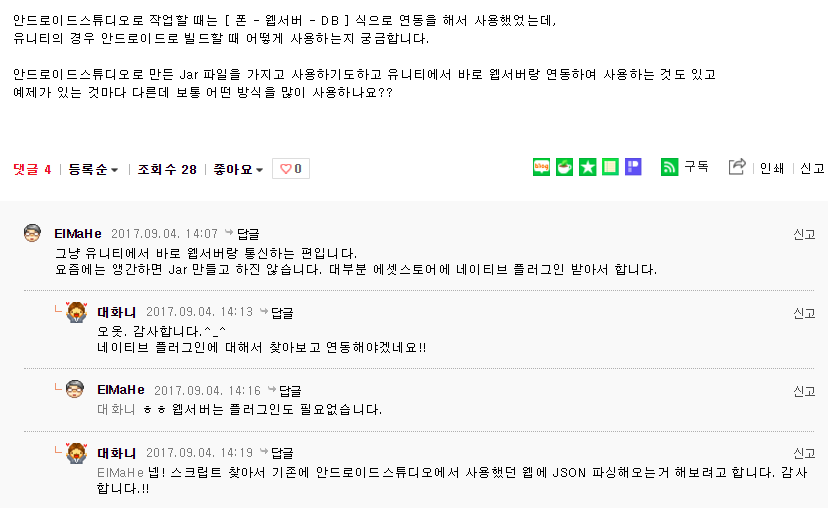 안드로이드스튜디오로 작업할 때는 [ 폰 - 웹서버 - DB ] 식으로 연동을 해서 사용했었는데,
유니티의 경우 안드로이드로 빌드할 때 어떻게 사용하는지 궁금합니다.
안드로이드스튜디오로 만든 Jar 파일을 가지고 사용하기도하고 유니티에서 바로 웹서버랑 연동하여 사용하는 것도 있고
예제가 있는 것마다 다른데 보통 어떤 방식을 많이 사용하나요??
댓글 4 | 등록순 | 조회수 28 | 좋아요 0 blog 구독 | 인쇄 | 신고
ElMaHe 2017.09.04. 14:07 답글 신고
그냥 유니티에서 바로 웹서버랑 통신하는 편입니다.
요즘에는 앵간하면 Jar 만들고 하진 않습니다. 대부분 에셋스토어에 네이티브 플러그인 받아서 합니다.
대화니 2017.09.04. 14:13 답글 신고
오옷. 감사합니다.^_^
네이티브 플러그인에 대해서 찾아보고 연동해야겠네요!!
ElMaHe 2017.09.04. 14:16 답글 신고
대화니 ㅎㅎ 웹서버는 플러그인도 필요없습니다.
대화니 2017.09.04. 14:19 답글 신고
ElMaHe 넵! 스크립트 찾아서 기존에 안드로이드스튜디오에서 사용했던 웹에 JSON 파싱해오는거 해보려고 합니다. 감사
합니다.!!